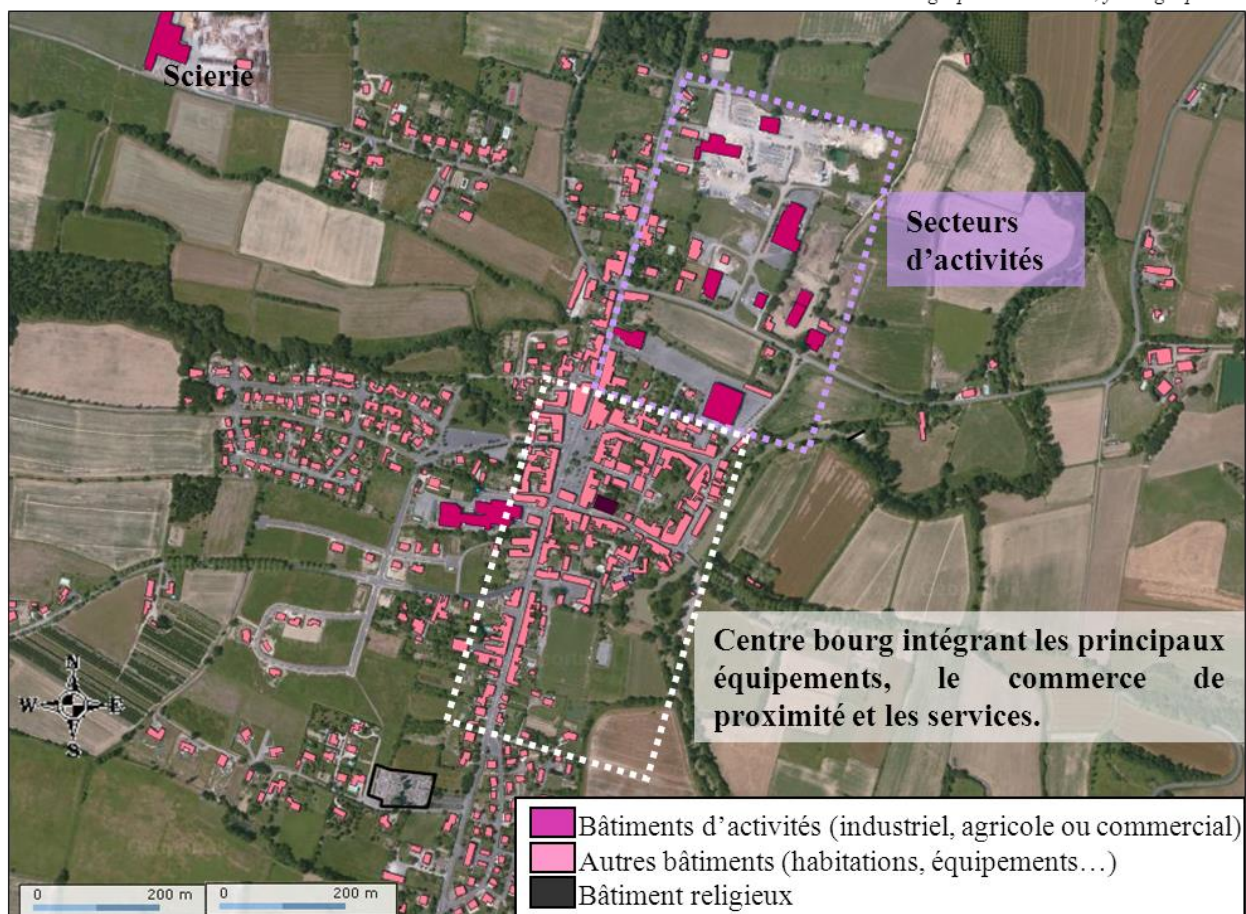 Scierie
Secteurs
d’activités
Centre bourg intégrant les principaux
équipements, le commerce de
proximité et les services.
N
W E
S
Bâtiments d’activités (industriel, agricole ou commercial)
Autres bâtiments (habitations, équipements…)
Bâtiment religieux
0 200 m 0 200 m